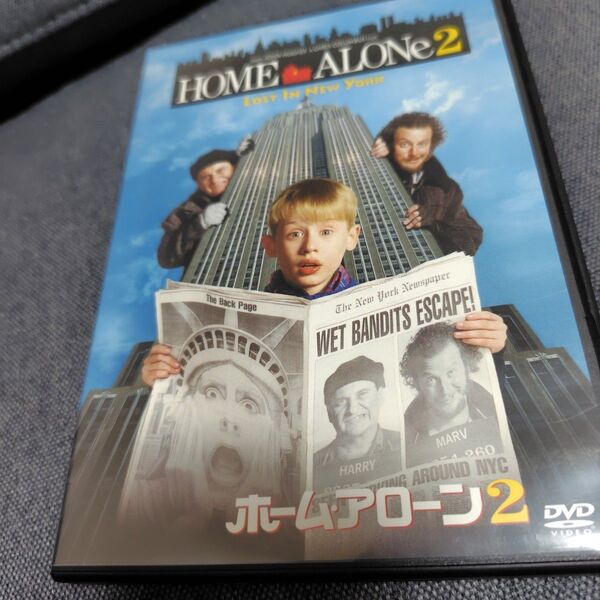 HOME ALONE 2
LOST IN NEW YORK
The Back Page
The New York Newspaper
WET BANDITS ESCAPE!
HARRY
MARV
AROUND NYC
ホーム・アローン2
DVD
VIDEO